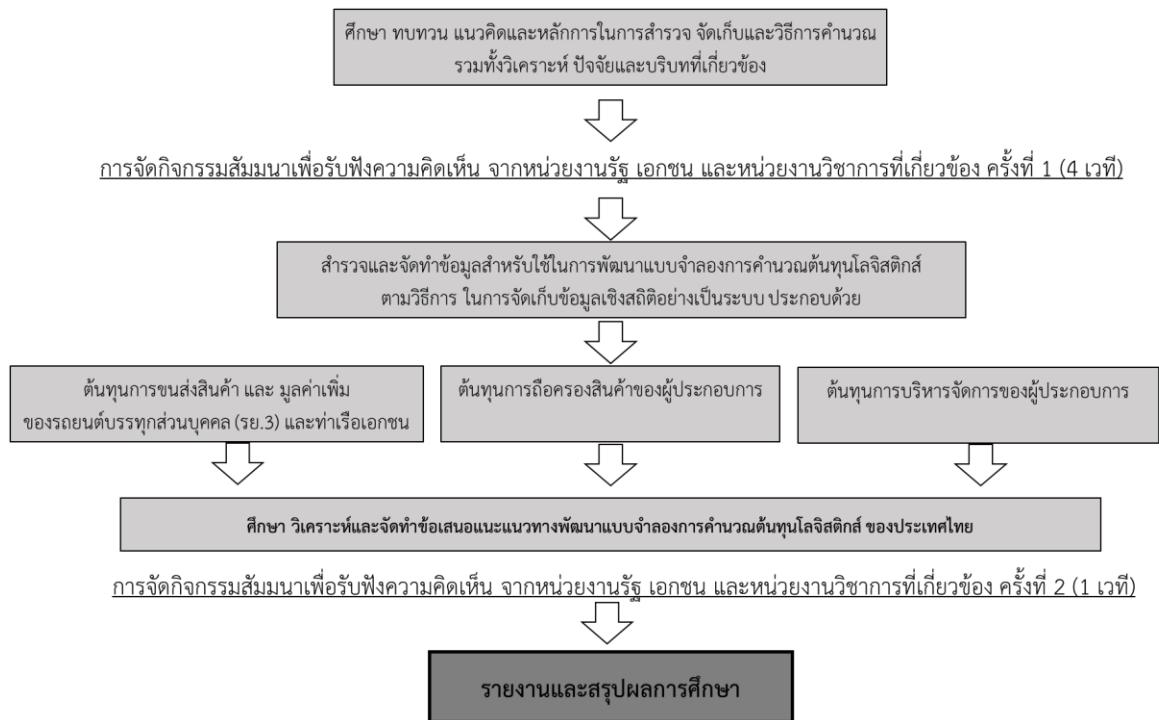 ศึกษา ทบทวน แนวคิดและหลักการในการสำรวจ จัดเก็บและวิธีการคำนวณ
รวมทั้งวิเคราะห์ ปัจจัยและบริบทที่เกี่ยวข้อง
การจัดกิจกรรมสัมมนาเพื่อรับฟังความคิดเห็น จากหน่วยงานรัฐ เอกชน และหน่วยงานวิชาการที่เกี่ยวข้อง ครั้งที่ 1 (4 เวที)
สำรวจและจัดทำข้อมูลสำหรับใช้ในการพัฒนาแบบจำลองการคำนวณต้นทุนโลจิสติกส์
ตามวิธีการ ในการจัดเก็บข้อมูลเชิงสถิติอย่างเป็นระบบ ประกอบด้วย
ต้นทุนการขนส่งสินค้า และ มูลค่าเพิ่ม
ของรถยนต์บรรทุกส่วนบุคคล (รย.3) และท่าเรือเอกชน
ต้นทุนการถือครองสินค้าของผู้ประกอบการ
ต้นทุนการบริหารจัดการของผู้ประกอบการ
ศึกษา วิเคราะห์และจัดทำข้อเสนอแนะแนวทางพัฒนาแบบจำลองการคำนวณต้นทุนโลจิสติกส์ ของประเทศไทย
การจัดกิจกรรมสัมมนาเพื่อรับฟังความคิดเห็น จากหน่วยงานรัฐ เอกชน และหน่วยงานวิชาการที่เกี่ยวข้อง ครั้งที่ 2 (1 เวที)
รายงานและสรุปผลการศึกษา